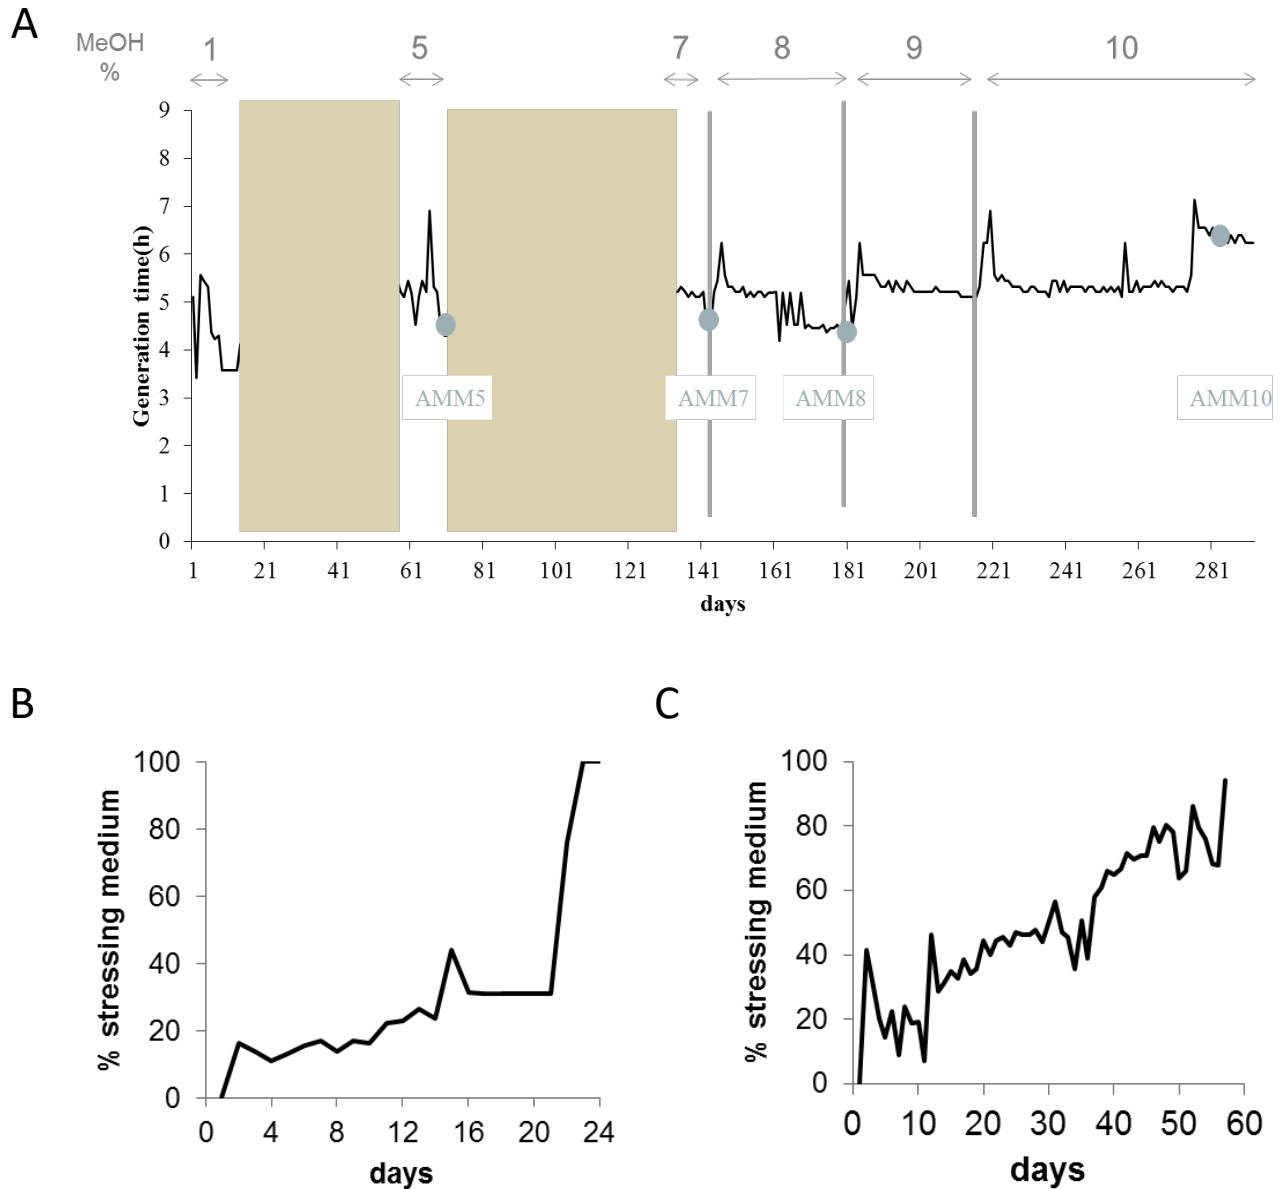 A
MeOH
%
1
5
7
8
9
10
Generation time(h)
9
8
7
6
5
4
3
2
1
0
AMM5
AMM7
AMM8
AMM10
1 21 41 61 81 101 121 141 161 181 201 221 241 261 281
days
B
% stressing medium
100
80
60
40
20
0
0 4 8 12 16 20 24
days
C
% stressing medium
100
80
60
40
20
0
0 10 20 30 40 50 60
days